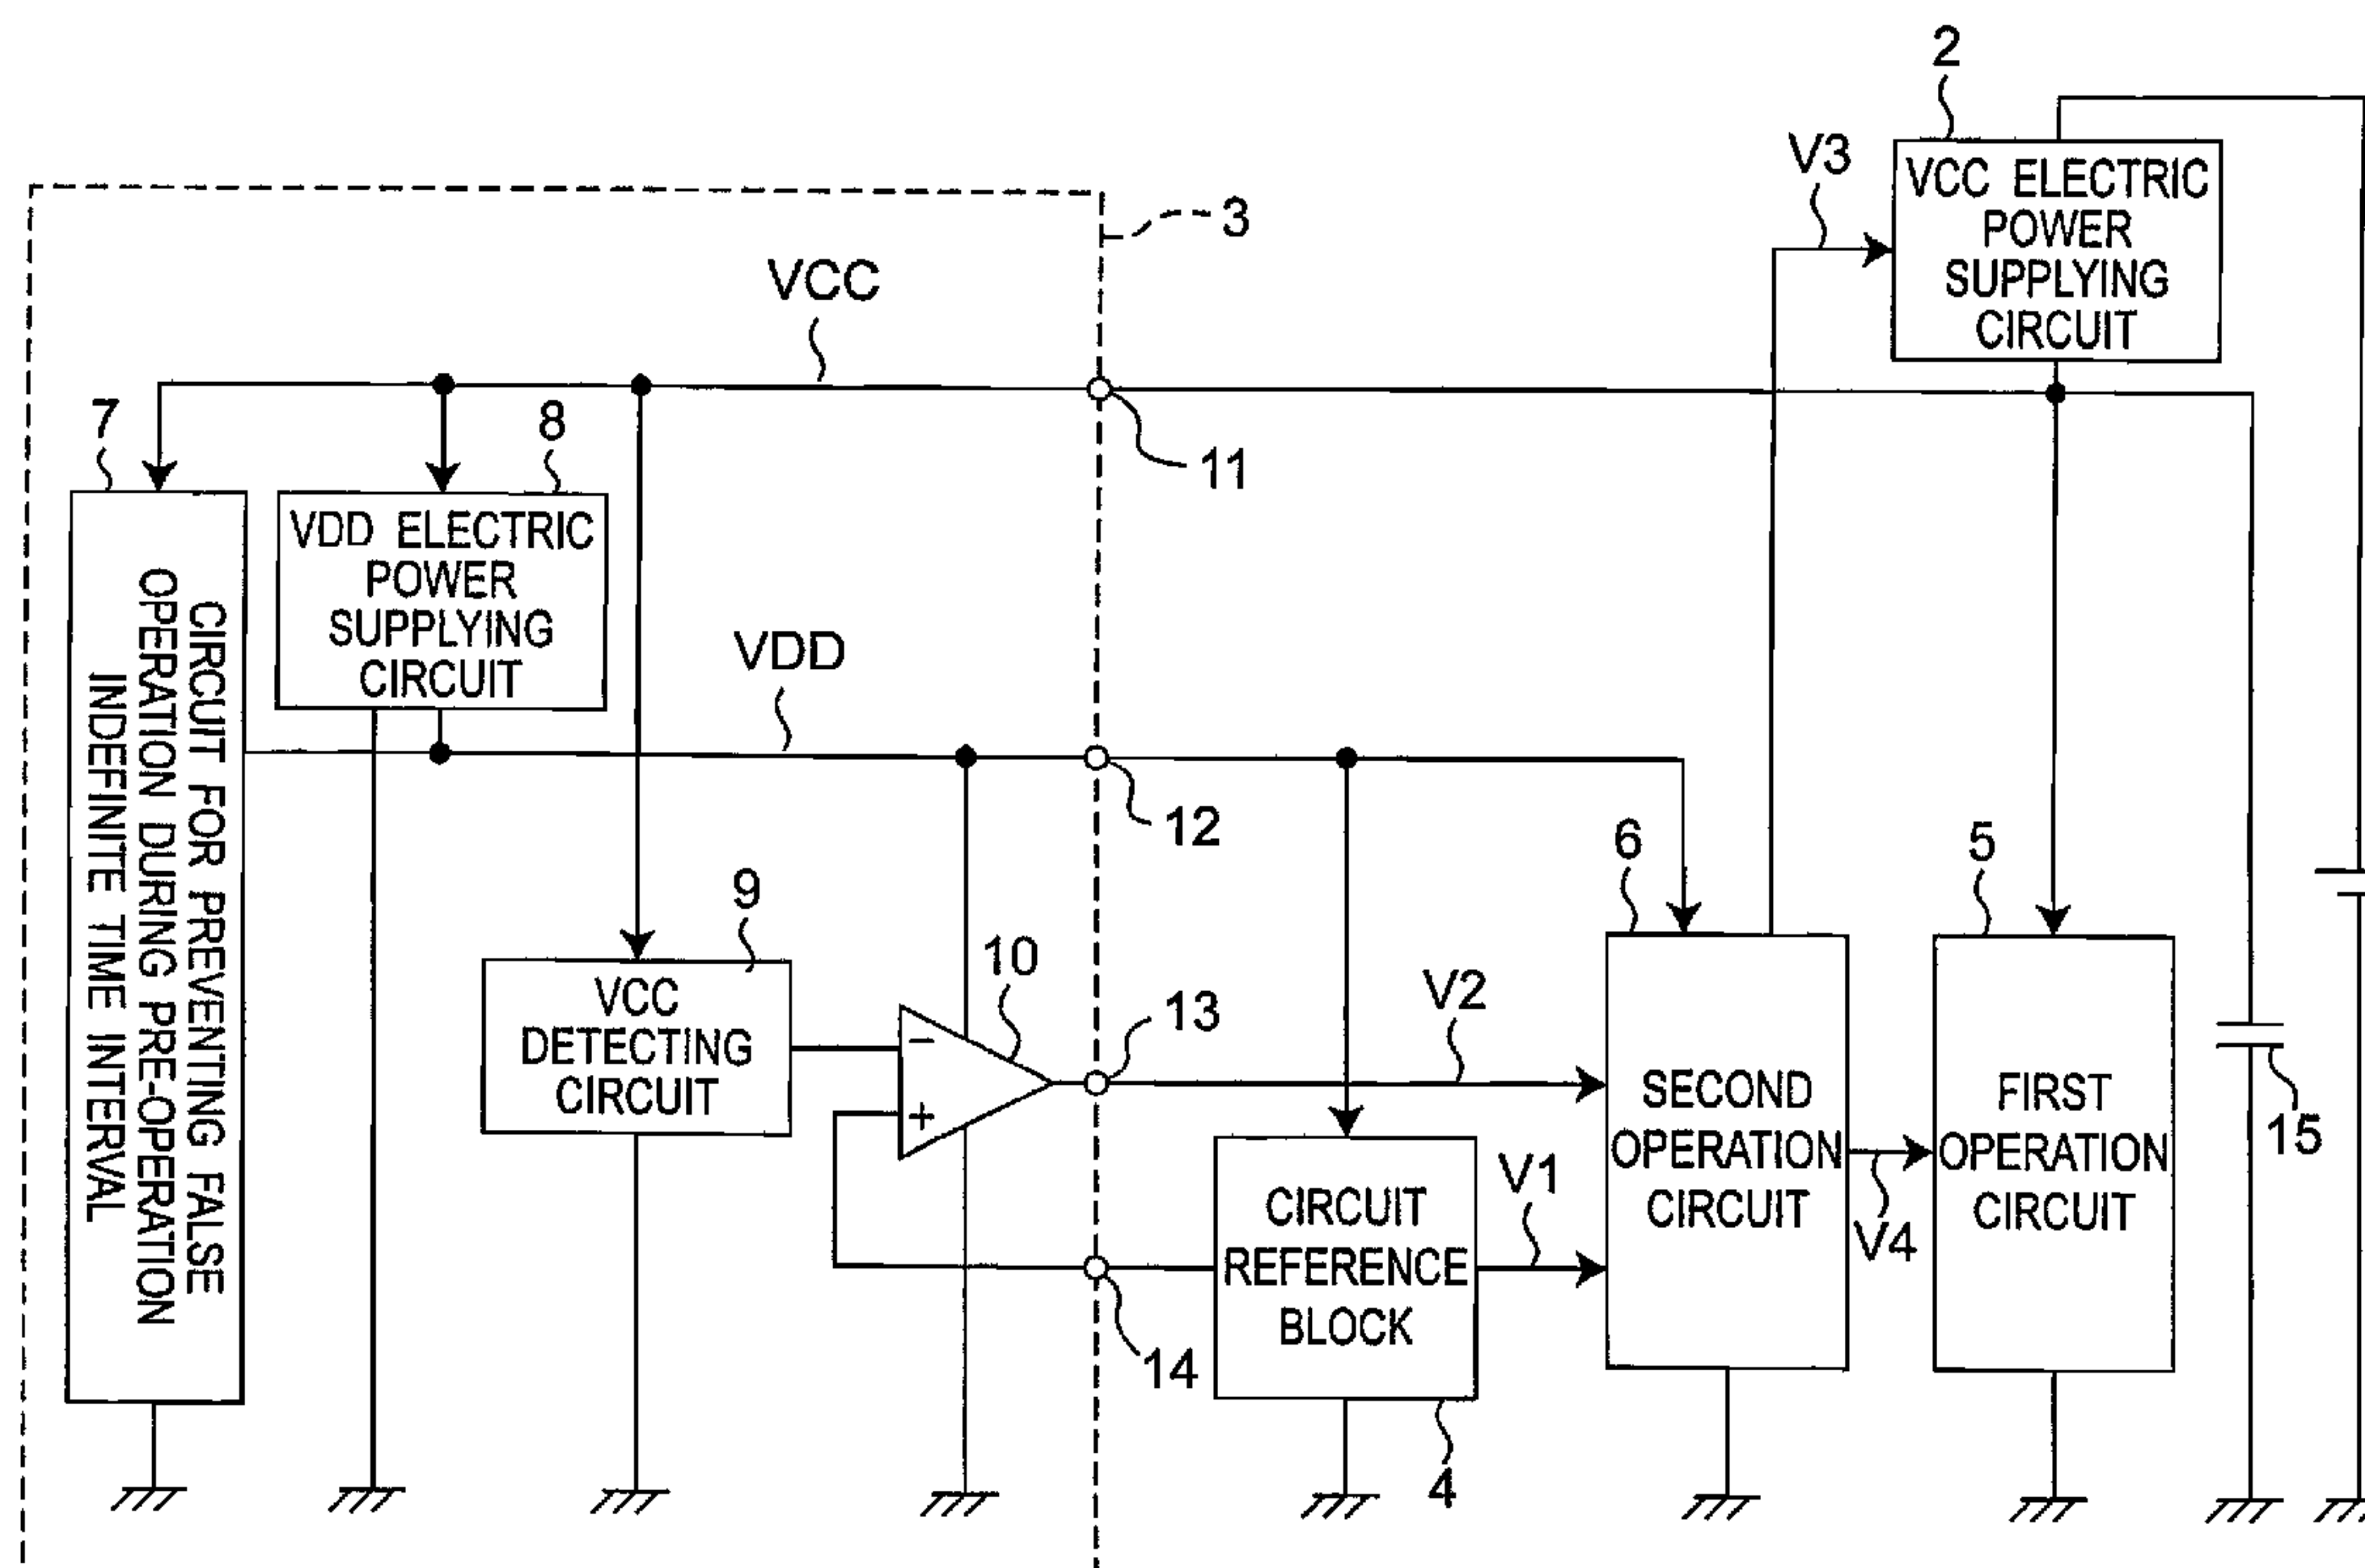 2
V3
VCC ELECTRIC
POWER
SUPPLYING
CIRCUIT
3
VCC
11
7
8
VDD ELECTRIC
POWER
SUPPLYING
CIRCUIT
CIRCUIT FOR PREVENTING FALSE
OPERATION DURING PRE-OPERATION
INDEFINITE TIME INTERVAL
VDD
12
6
5
9
VCC
DETECTING
CIRCUIT
10
−
+
13
V2
SECOND
OPERATION
CIRCUIT
FIRST
OPERATION
CIRCUIT
15
V1
V4
CIRCUIT
REFERENCE
BLOCK
14
4